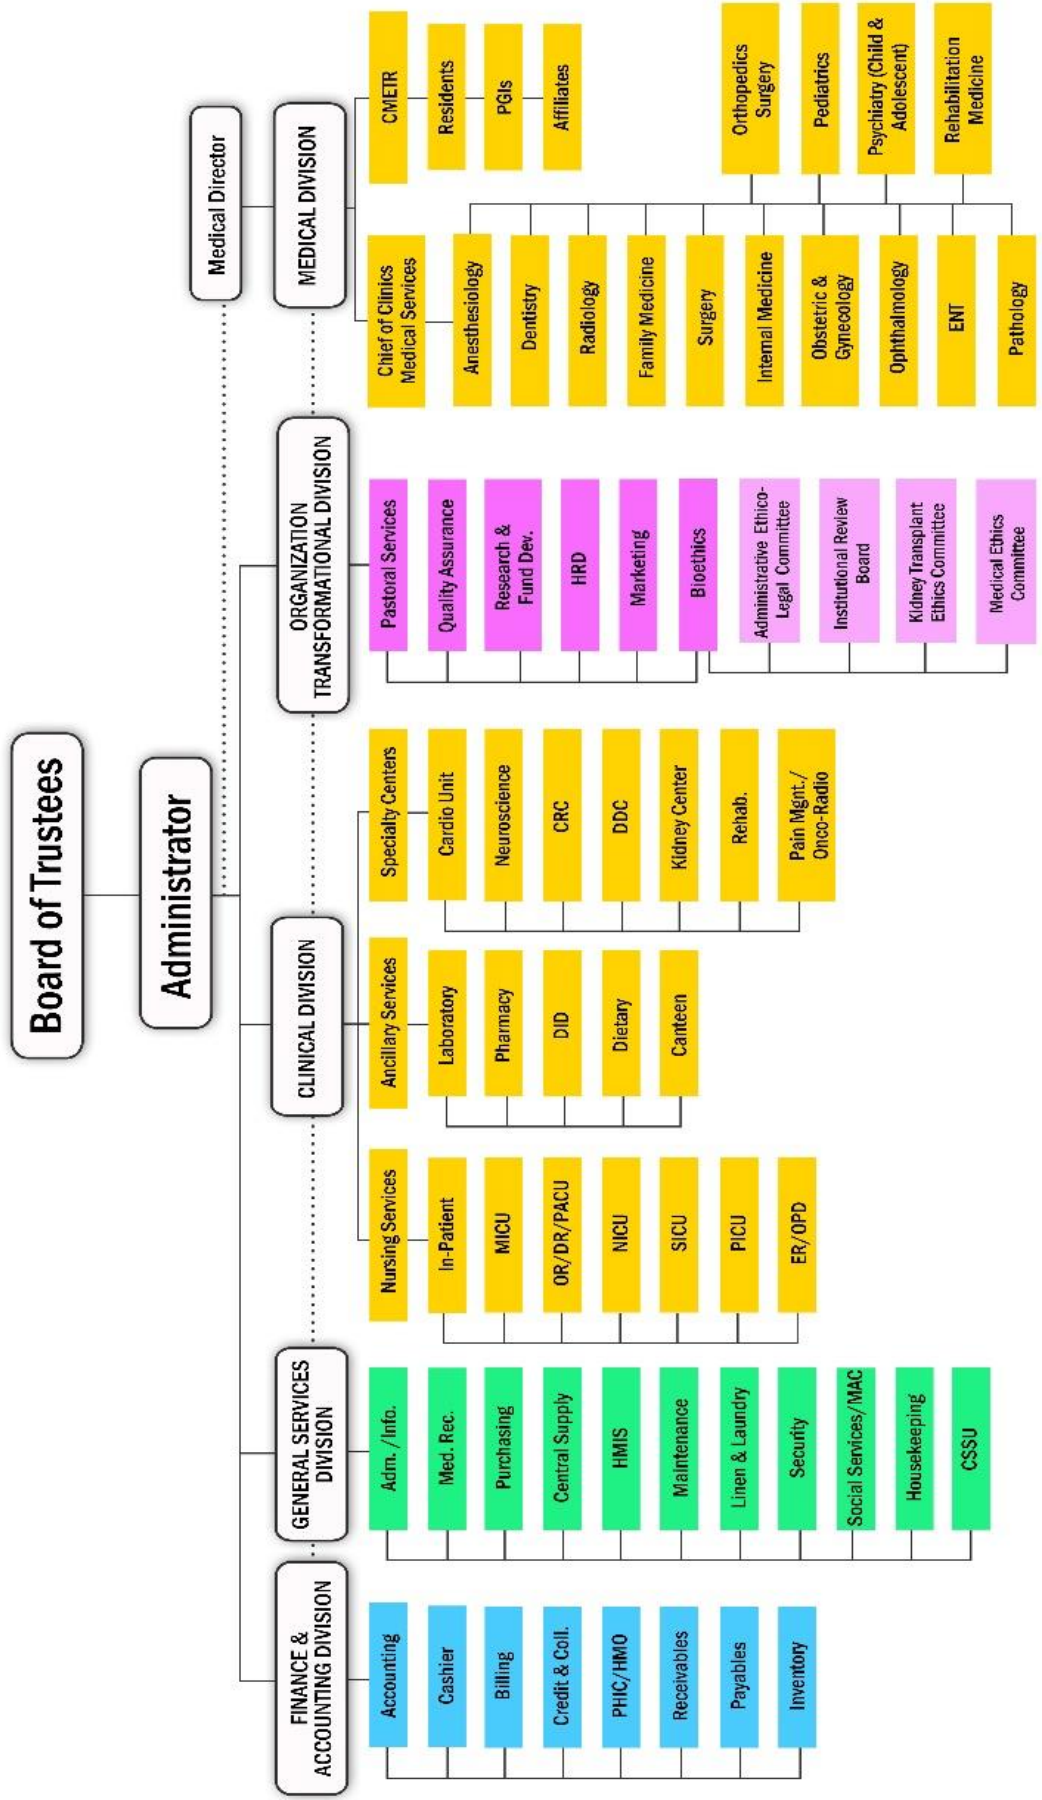 Board of Trustees
Administrator
Medical Director
FINANCE &
ACCOUNTING DIVISION
GENERAL SERVICES
DIVISION
CLINICAL DIVISION
ORGANIZATION
TRANSFORMATIONAL DIVISION
MEDICAL DIVISION
Accounting
Cashier
Billing
Credit & Coll.
PHIC/HMO
Receivables
Payables
Inventory
Adm. /Info.
Med. Rec.
Purchasing
Central Supply
HMIS
Maintenance
Linen & Laundry
Security
Social Services/MAC
Housekeeping
CSSU
Nursing Services
In-Patient
MICU
OR/DR/PACU
NICU
SICU
PICU
ER/OPD
Ancillary Services
Laboratory
Pharmacy
DID
Dietary
Canteen
Specialty Centers
Cardio Unit
Neuroscience
CRC
DDC
Kidney Center
Rehab.
Pain Mgnt./
Onco-Radio
Pastoral Services
Quality Assurance
Research &
Fund Dev.
HRD
Marketing
Bioethics
Administrative Ethico-
Legal Committee
Institutional Review
Board
Kidney Transplant
Ethics Committee
Medical Ethics
Committee
Chief of Clinics
Medical Services
Anesthesiology
Dentistry
Radiology
Family Medicine
Surgery
Internal Medicine
Obstetric &
Gynecology
Ophthalmology
ENT
Pathology
Orthopedics
Surgery
Pediatrics
Psychiatry (Child &
Adolescent)
Rehabilitation
Medicine
CMETR
Residents
PGIs
Affiliates